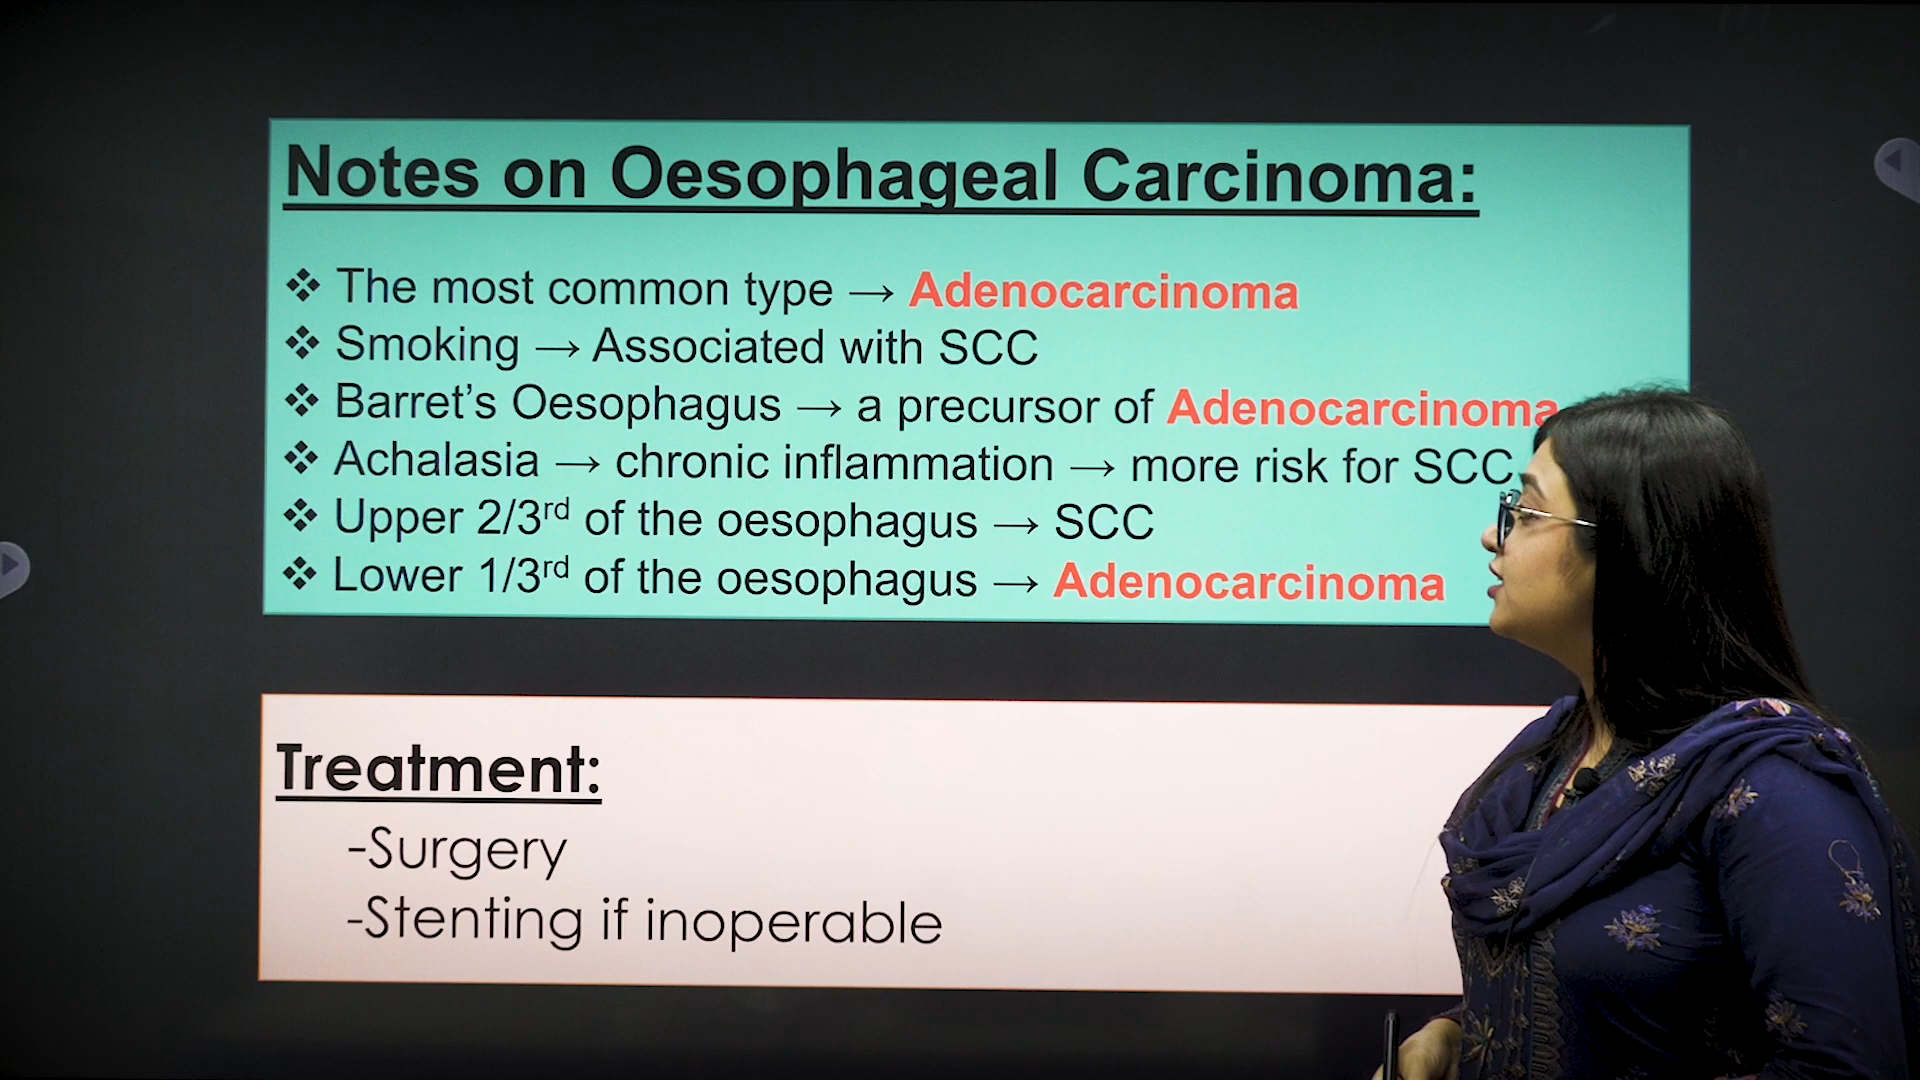 Notes on Oesophageal Carcinoma:
❖ The most common type → Adenocarcinoma
❖ Smoking → Associated with SCC
❖ Barret’s Oesophagus → a precursor of Adenocarcinoma
❖ Achalasia → chronic inflammation → more risk for SCC
❖ Upper 2/3rd of the oesophagus → SCC
❖ Lower 1/3rd of the oesophagus → Adenocarcinoma
Treatment:
-Surgery
-Stenting if inoperable